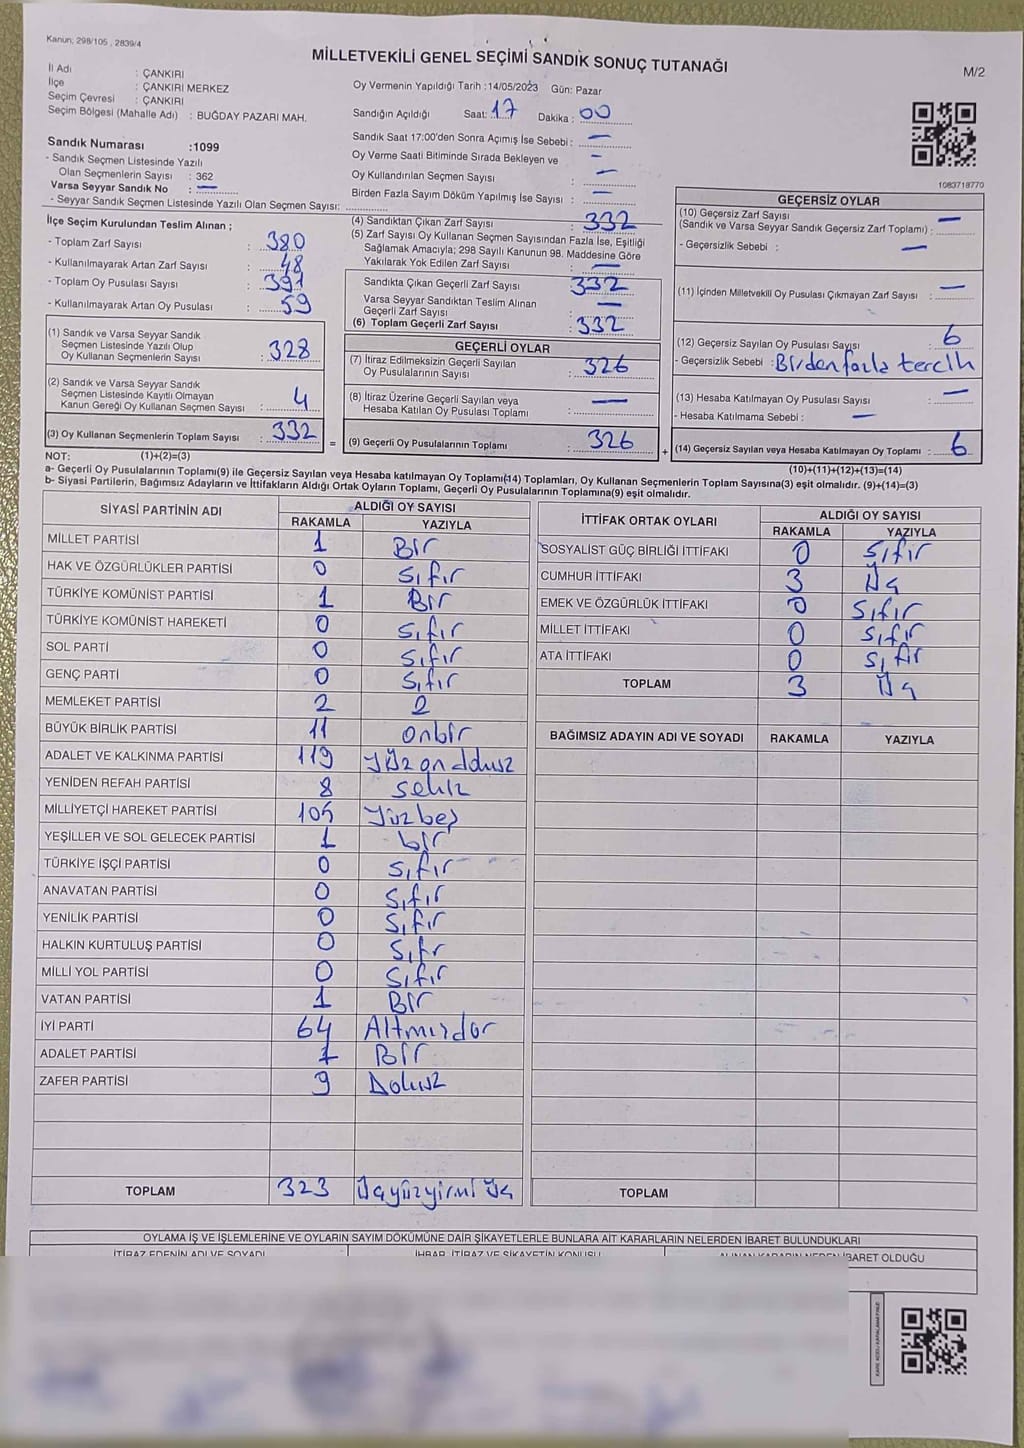 Kanun; 298/105 , 2839/4
MİLLETVEKİLİ GENEL SEÇİMİ SANDIK SONUÇ TUTANAĞI
M/2
İl Adı : ÇANKIRI
İlçe : ÇANKIRI MERKEZ
Seçim Çevresi : ÇANKIRI
Seçim Bölgesi (Mahalle Adı) : BUĞDAY PAZARI MAH.
Oy Vermenin Yapıldığı Tarih :14/05/2023 Gün: Pazar
Sandığın Açıldığı Saat: 17 Dakika : 00
Sandık Saat 17:00'den Sonra Açımış İse Sebebi : —
Oy Verme Saati Bitiminde Sırada Bekleyen ve —
Oy Kullandırılan Seçmen Sayısı : —
Birden Fazla Sayım Döküm Yapılmış İse Sayısı : —
Sandık Numarası :1099
- Sandık Seçmen Listesinde Yazılı
Olan Seçmenlerin Sayısı : 362
Varsa Seyyar Sandık No : —
- Seyyar Sandık Seçmen Listesinde Yazılı Olan Seçmen Sayısı:
1083718770
İlçe Seçim Kurulundan Teslim Alınan ;
- Toplam Zarf Sayısı : 380
- Kullanılmayarak Artan Zarf Sayısı : 48
- Toplam Oy Pusulası Sayısı : 391
- Kullanılmayarak Artan Oy Pusulası : 59
(1) Sandık ve Varsa Seyyar Sandık
Seçmen Listesinde Yazılı Olup
Oy Kullanan Seçmenlerin Sayısı : 328
(2) Sandık ve Varsa Seyyar Sandık
Seçmen Listesinde Kayıtlı Olmayan
Kanun Gereği Oy Kullanan Seçmen Sayısı : 4
(3) Oy Kullanan Seçmenlerin Toplam Sayısı : 332
(4) Sandıktan Çıkan Zarf Sayısı : 332
(5) Zarf Sayısı Oy Kullanan Seçmen Sayısından Fazla İse, Eşitliği
Sağlamak Amacıyla; 298 Sayılı Kanunun 98. Maddesine Göre
Yakılarak Yok Edilen Zarf Sayısı : —
Sandıkta Çıkan Geçerli Zarf Sayısı : 332
Varsa Seyyar Sandıktan Teslim Alınan
Geçerli Zarf Sayısı : —
(6) Toplam Geçerli Zarf Sayısı : 332
GEÇERLİ OYLAR
(7) İtiraz Edilmeksizin Geçerli Sayılan
Oy Pusulalarının Sayısı : 326
(8) İtiraz Üzerine Geçerli Sayılan veya
Hesaba Katılan Oy Pusulası Toplamı : —
= (9) Geçerli Oy Pusulalarının Toplamı : 326
GEÇERSİZ OYLAR
(10) Geçersiz Zarf Sayısı
(Sandık ve Varsa Seyyar Sandık Geçersiz Zarf Toplamı) : —
- Geçersizlik Sebebi : —
(11) İçinden Milletvekili Oy Pusulası Çıkmayan Zarf Sayısı : —
(12) Geçersiz Sayılan Oy Pusulası Sayısı : 6
- Geçersizlik Sebebi : Birden fazla tercih
(13) Hesaba Katılmayan Oy Pusulası Sayısı : —
- Hesaba Katılmama Sebebi : —
+ (14) Geçersiz Sayılan veya Hesaba Katılmayan Oy Toplamı : 6
NOT: (1)+(2)=(3)
(10)+(11)+(12)+(13)=(14)
a- Geçerli Oy Pusulalarının Toplamı(9) ile Geçersiz Sayılan veya Hesaba katılmayan Oy Toplamı(14) Toplamları, Oy Kullanan Seçmenlerin Toplam Sayısına(3) eşit olmalıdır. (9)+(14)=(3)
b- Siyasi Partilerin, Bağımsız Adayların ve İttifakların Aldığı Ortak Oyların Toplamı, Geçerli Oy Pusulalarının Toplamına(9) eşit olmalıdır.
SİYASİ PARTİNİN ADI ALDIĞI OY SAYISI
RAKAMLA YAZIYLA
MİLLET PARTİSİ 1 Bir
HAK VE ÖZGÜRLÜKLER PARTİSİ 0 sıfır
TÜRKİYE KOMÜNİST PARTİSİ 1 Bir
TÜRKİYE KOMÜNİST HAREKETİ 0 sıfır
SOL PARTİ 0 sıfır
GENÇ PARTİ 0 sıfır
MEMLEKET PARTİSİ 2 2
BÜYÜK BİRLİK PARTİSİ 11 onbir
ADALET VE KALKINMA PARTİSİ 119 Yüzondokuz
YENİDEN REFAH PARTİSİ 8 sekiz
MİLLİYETÇİ HAREKET PARTİSİ 105 Yüzbeş
YEŞİLLER VE SOL GELECEK PARTİSİ 1 bir
TÜRKİYE İŞÇİ PARTİSİ 0 sıfır
ANAVATAN PARTİSİ 0 sıfır
YENİLİK PARTİSİ 0 sıfır
HALKIN KURTULUŞ PARTİSİ 0 sıfr
MİLLİ YOL PARTİSİ 0 sıfır
VATAN PARTİSİ 1 Bir
İYİ PARTİ 64 Altmışdör
ADALET PARTİSİ 1 Bir
ZAFER PARTİSİ 9 Dokuz
TOPLAM 323 Üçyüzyirmi üç
İTTİFAK ORTAK OYLARI ALDIĞI OY SAYISI
RAKAMLA YAZIYLA
SOSYALİST GÜÇ BİRLİĞİ İTTİFAKI 0 sıfır
CUMHUR İTTİFAKI 3 Üç
EMEK VE ÖZGÜRLÜK İTTİFAKI 0 sıfır
MİLLET İTTİFAKI 0 sıfır
ATA İTTİFAKI 0 sıfır
TOPLAM 3 Üç
BAĞIMSIZ ADAYIN ADI VE SOYADI RAKAMLA YAZIYLA
TOPLAM
OYLAMA İŞ VE İŞLEMLERİNE VE OYLARIN SAYIM DÖKÜMÜNE DAİR ŞİKAYETLERLE BUNLARA AİT KARARLARIN NELERDEN İBARET BULUNDUKLARI
İTİRAZ EDENİN ADI VE SOYADI İHBAR, İTİRAZ VE ŞİKAYETİN KONUSU ALINAN KARARIN NEDEN İBARET OLDUĞU